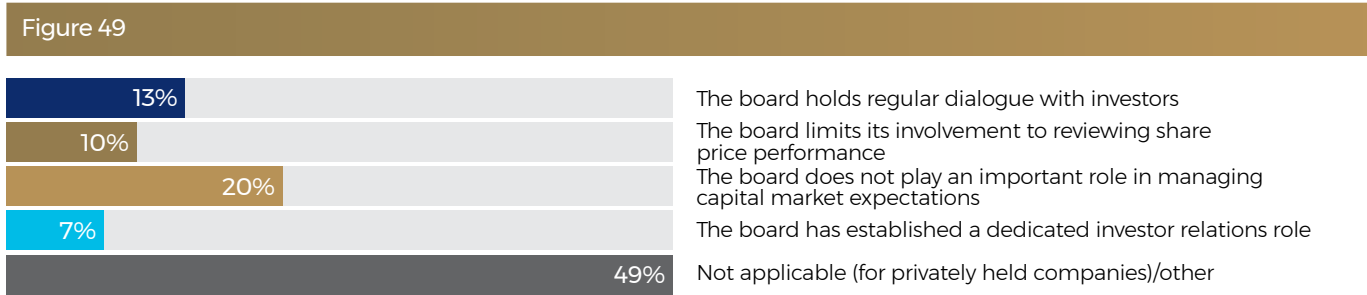 Figure 49
13%
The board holds regular dialogue with investors
10%
The board limits its involvement to reviewing share
price performance
20%
The board does not play an important role in managing
capital market expectations
7%
The board has established a dedicated investor relations role
49%
Not applicable (for privately held companies)/other